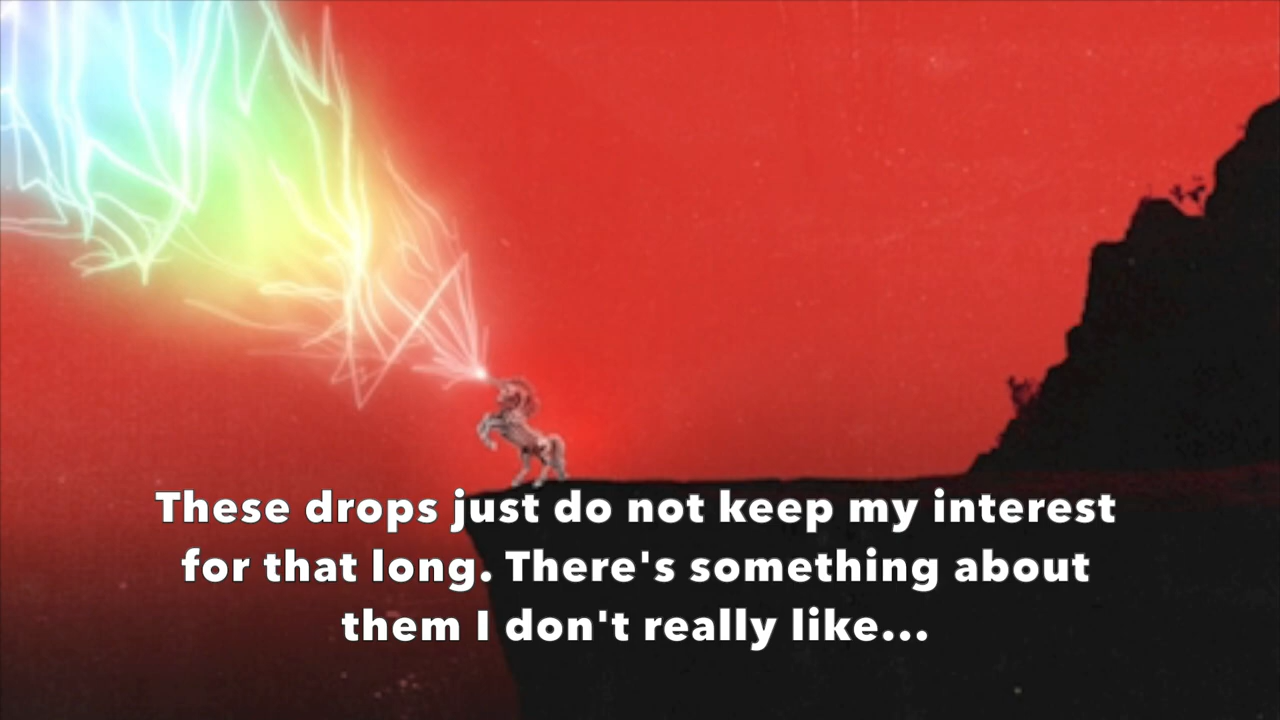 These drops just do not keep my interest
for that long. There's something about
them I don't really like...